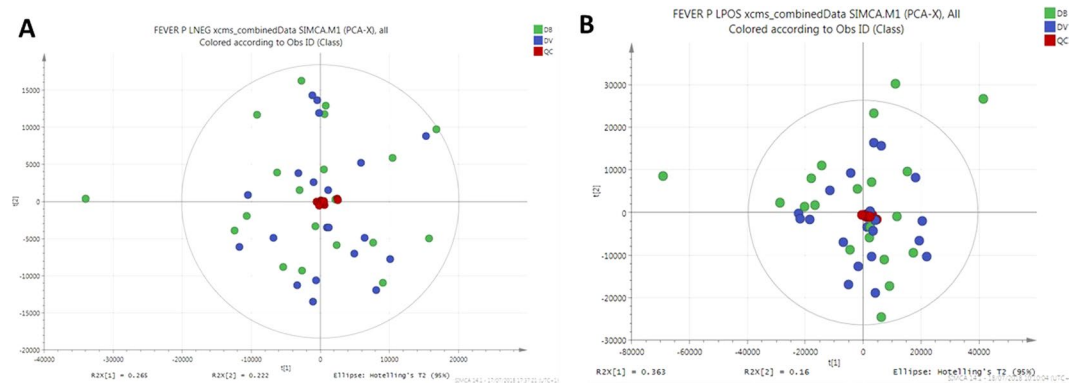 A
FEVER P LNEG xcms_combinedData SIMCA.M1 (PCA-X), all
Colored according to Obs ID (Class)
DB
DV
QC
15000
10000
5000
0
-5000
-10000
-15000
-20000
t[2]
-40000 -30000 -20000 -10000 0 10000 20000
t[1]
R2X[1] = 0.265 R2X[2] = 0.222 Ellipse: Hotelling's T2 (95%)
B
FEVER P LPOS xcms_combinedData SIMCA.M1 (PCA-X), All
Colored according to Obs ID (Class)
DB
DV
QC
30000
20000
10000
0
-10000
-20000
-30000
t[2]
-80000 -60000 -40000 -20000 0 20000 40000
t[1]
R2X[1] = 0.363 R2X[2] = 0.16 Ellipse: Hotelling's T2 (95%)